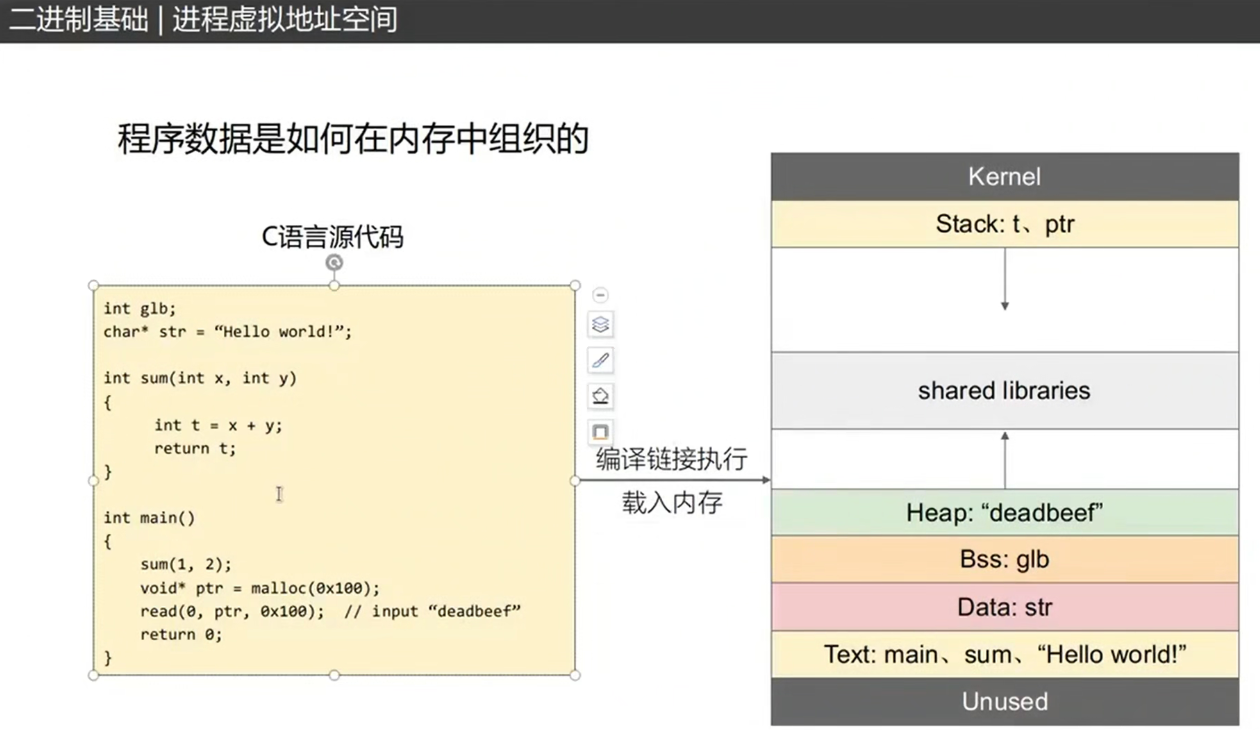 二进制基础 | 进程虚拟地址空间
程序数据是如何在内存中组织的
C语言源代码
int glb;
char* str = “Hello world!”;
int sum(int x, int y)
{
int t = x + y;
return t;
}
int main()
{
sum(1, 2);
void* ptr = malloc(0x100);
read(0, ptr, 0x100);  // input “deadbeef”
return 0;
}
编译链接执行
载入内存
Kernel
Stack: t、ptr
shared libraries
Heap: “deadbeef”
Bss: glb
Data: str
Text: main、sum、“Hello world!”
Unused